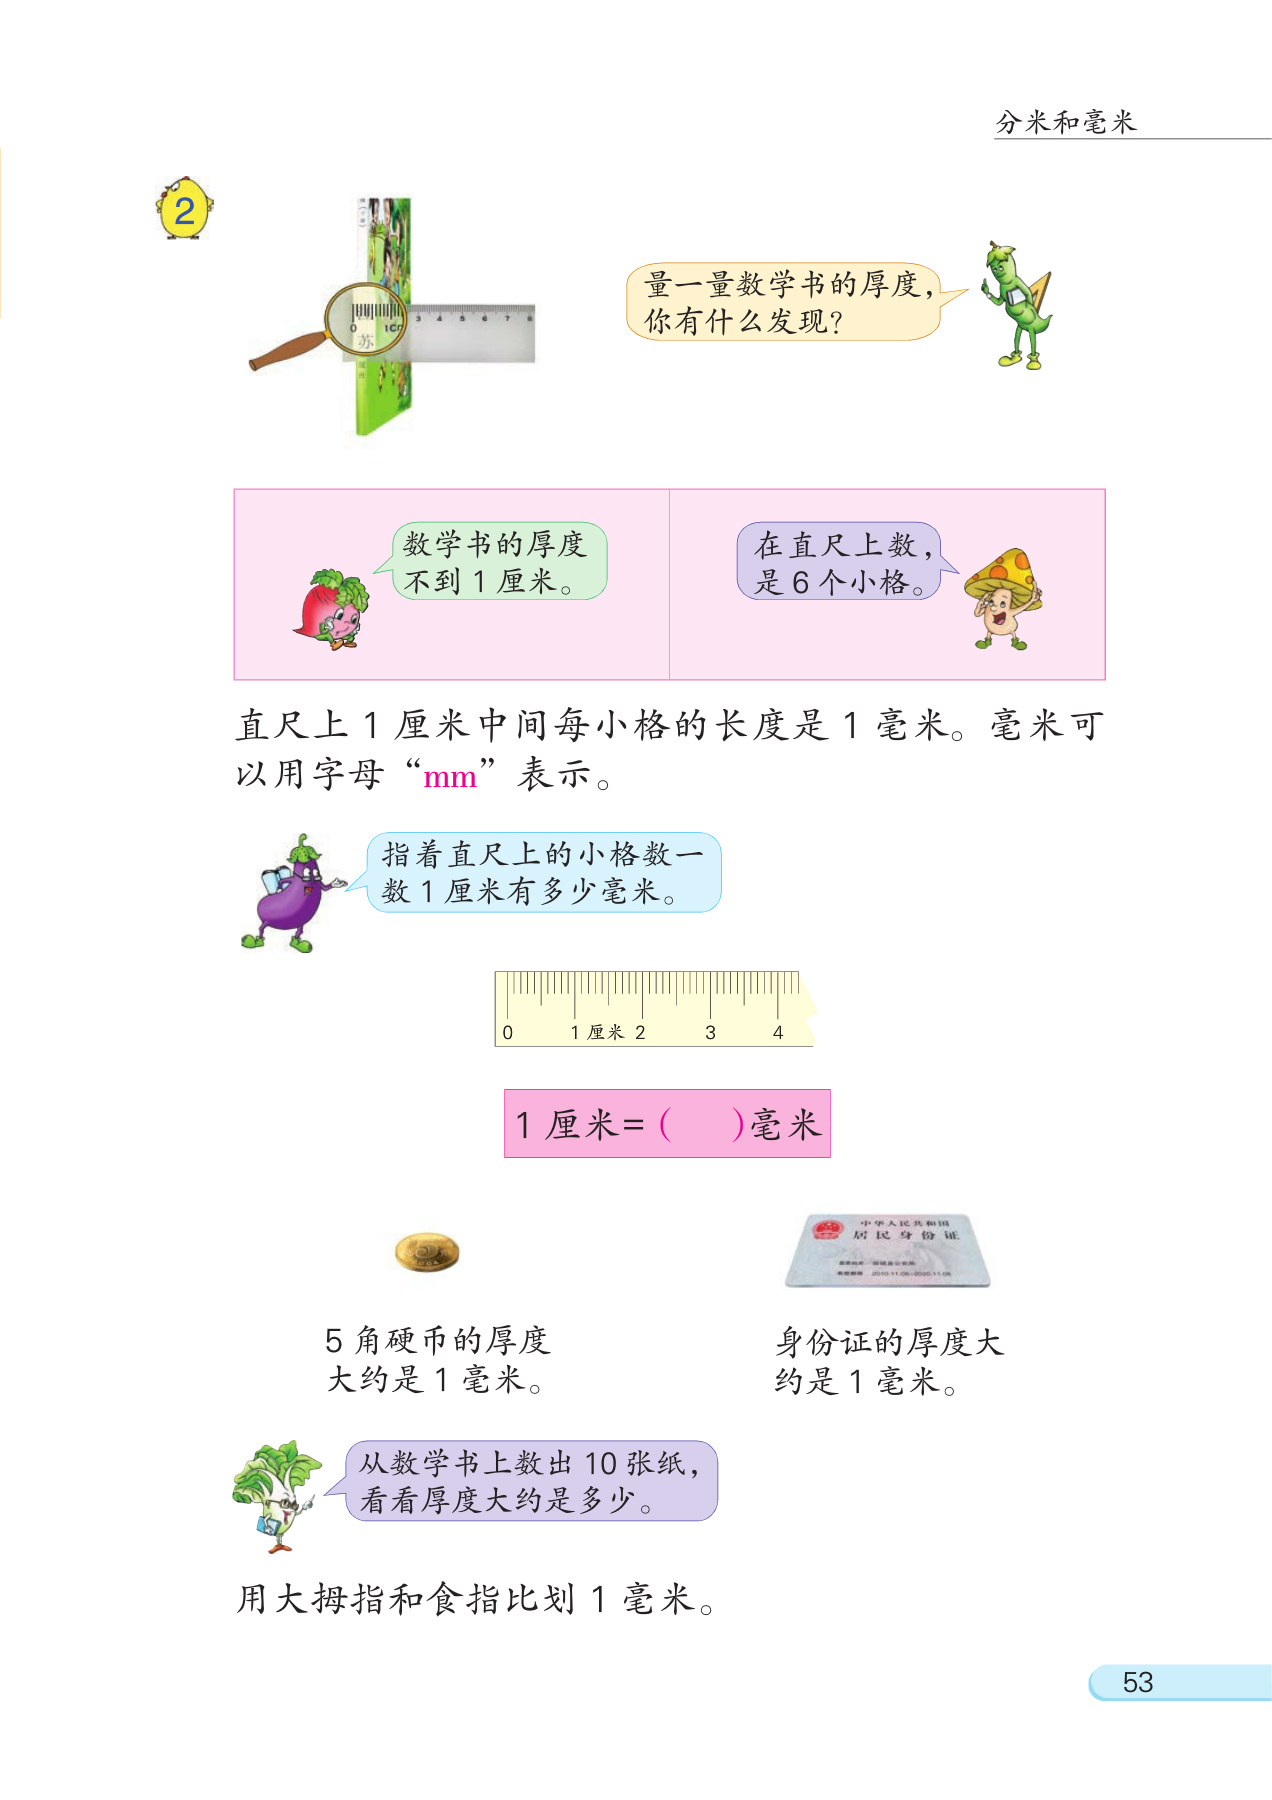 分米和毫米
2
量一量数学书的厚度，
你有什么发现？
苏
0 1 3 4 5 6 7 8
数学书的厚度
不到 1 厘米。
在直尺上数，
是 6 个小格。
直尺上 1 厘米中间每小格的长度是 1 毫米。毫米可
以用字母“mm”表示。
指着直尺上的小格数一
数 1 厘米有多少毫米。
0 1 厘米 2 3 4
1 厘米=（ ）毫米
中华人民共和国
居民身份证
2010.11.06-2020.11.06
5 角硬币的厚度
大约是 1 毫米。
身份证的厚度大
约是 1 毫米。
从数学书上数出 10 张纸，
看看厚度大约是多少。
用大拇指和食指比划 1 毫米。
53